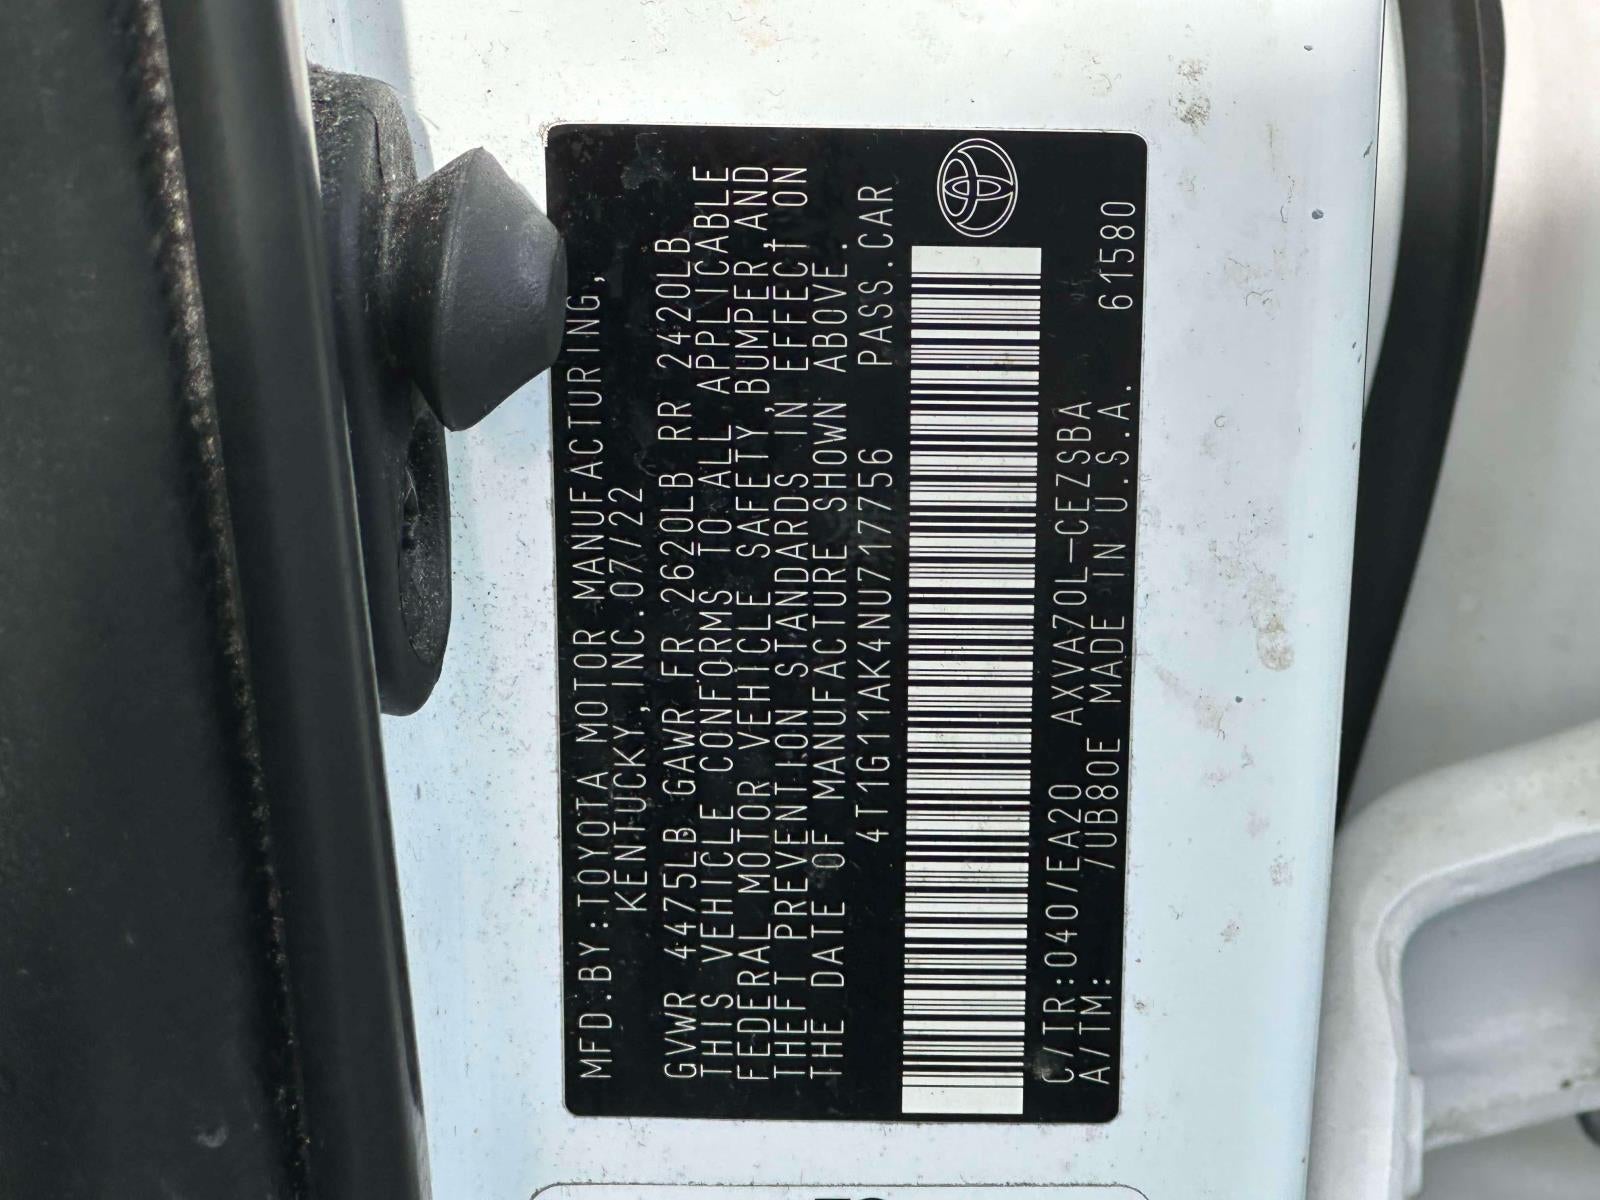 MFD.BY:TOYOTA MOTOR MANUFACTURING,
KENTUCKY,INC.07/22
GVWR 4475LB GAWR FR 2620LB RR 2420LB
THIS VEHICLE CONFORMS TO ALL APPLICABLE
FEDERAL MOTOR VEHICLE SAFETY,BUMPER,AND
THEFT PREVENTION STANDARDS IN EFFECT ON
THE DATE OF MANUFACTURE SHOWN ABOVE.
4T1G11AK4NU717756 PASS.CAR
C/TR:040/EA20 AXVA70L-CEZSBA 61580
A/TM: /UB80E MADE IN U.S.A.